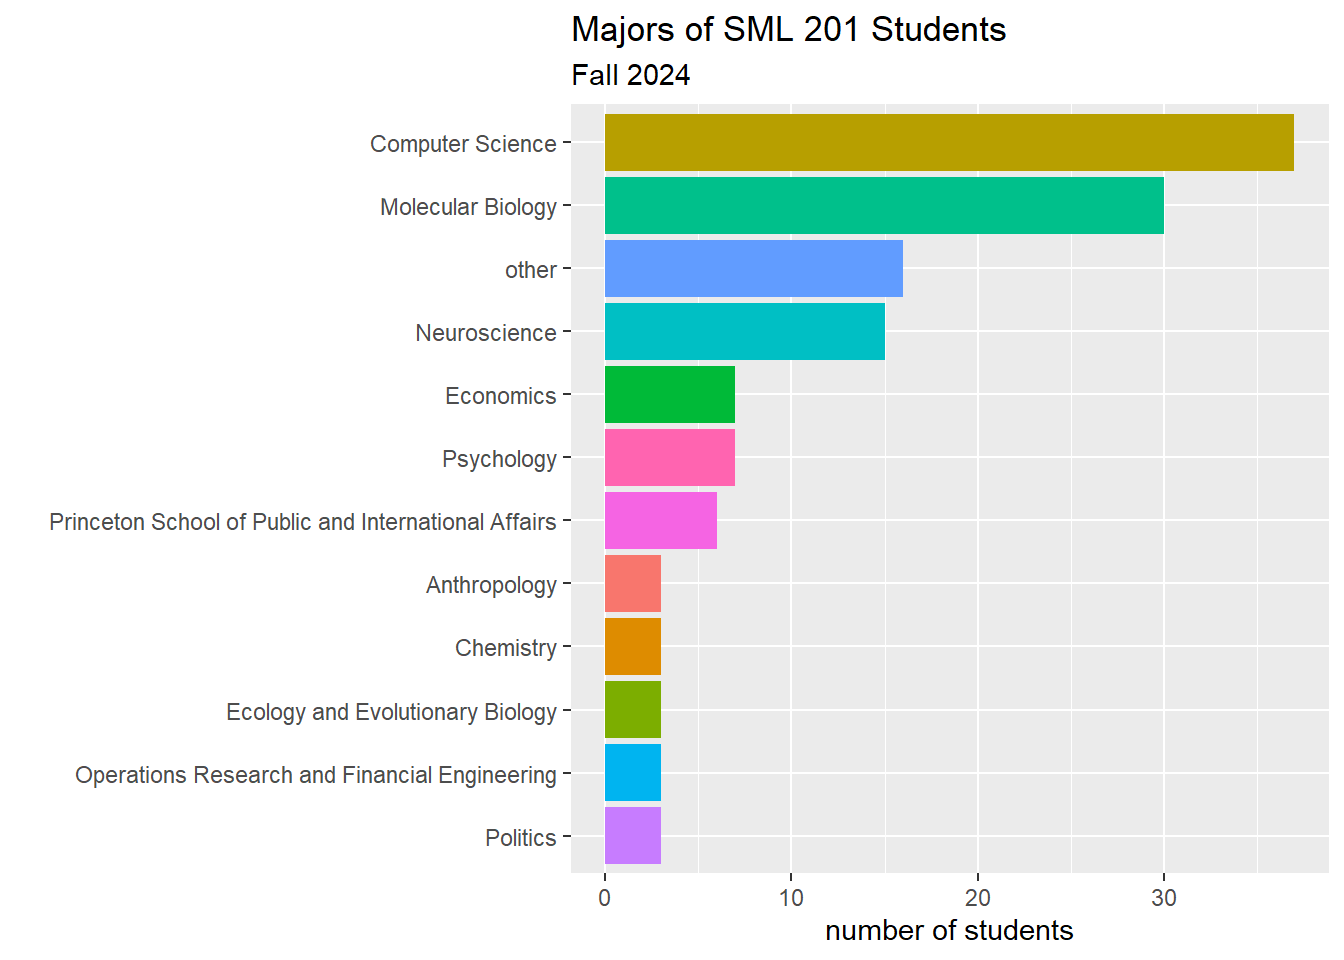 Majors of SML 201 Students
Fall 2024
Computer Science
Molecular Biology
other
Neuroscience
Economics
Psychology
Princeton School of Public and International Affairs
Anthropology
Chemistry
Ecology and Evolutionary Biology
Operations Research and Financial Engineering
Politics
0 10 20 30
number of students